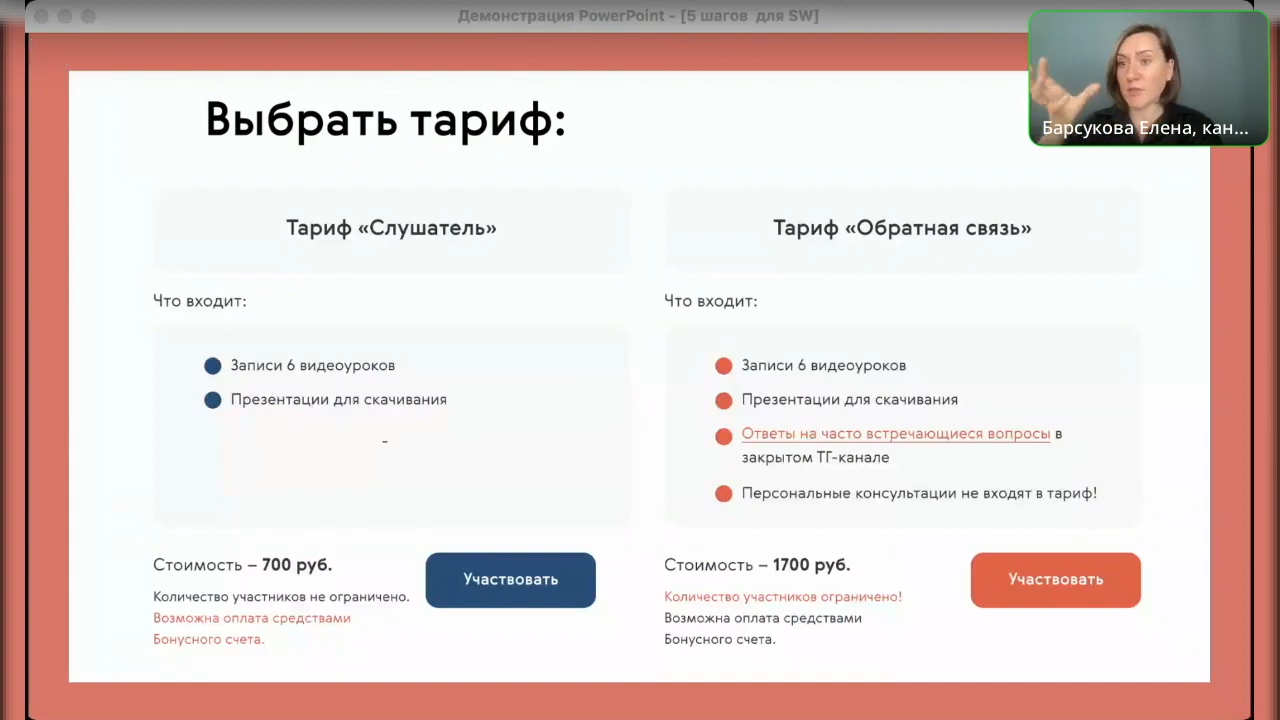 Демонстрация PowerPoint - [5 шагов для SW]
Барсукова Елена, кан...
Выбрать тариф:
Тариф «Слушатель»
Что входит:
Записи 6 видеоуроков
Презентации для скачивания
-
Стоимость – 700 руб.
Количество участников не ограничено.
Возможна оплата средствами
Бонусного счета.
Участвовать
Тариф «Обратная связь»
Что входит:
Записи 6 видеоуроков
Презентации для скачивания
Ответы на часто встречающиеся вопросы в
закрытом ТГ-канале
Персональные консультации не входят в тариф!
Стоимость – 1700 руб.
Количество участников ограничено!
Возможна оплата средствами
Бонусного счета.
Участвовать